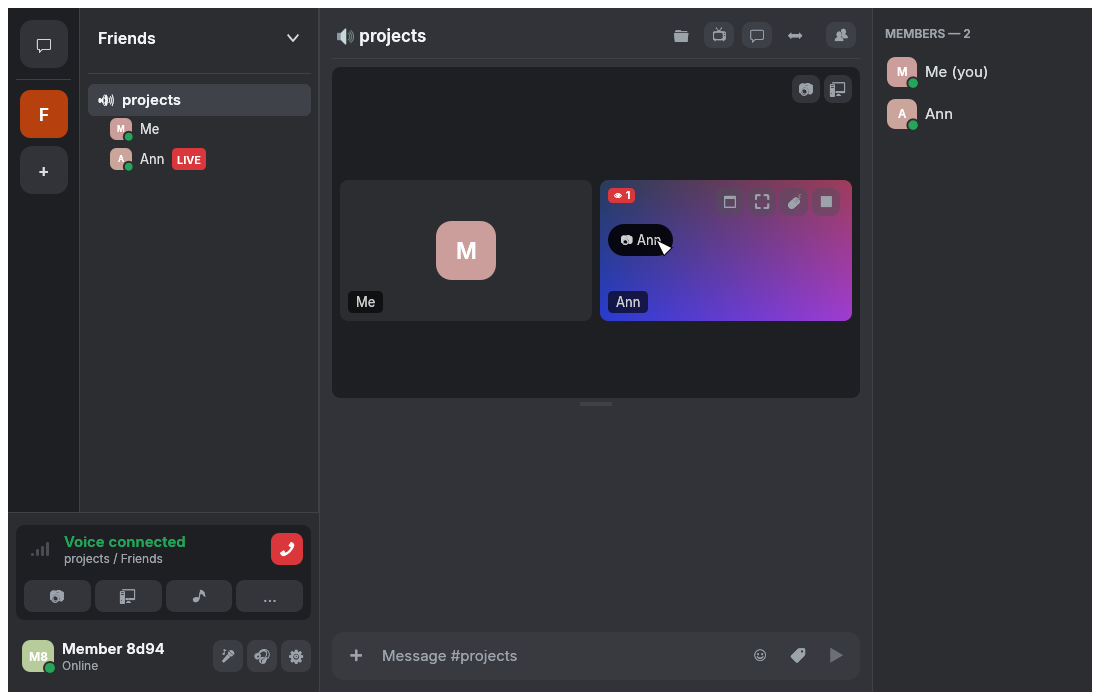 Friends
F
+
projects
M Me
A Ann LIVE
projects
1
Ann
M
Me
Ann
MEMBERS — 2
M Me (you)
A Ann
Voice connected
projects / Friends
...
M8 Member 8d94
Online
+ Message #projects